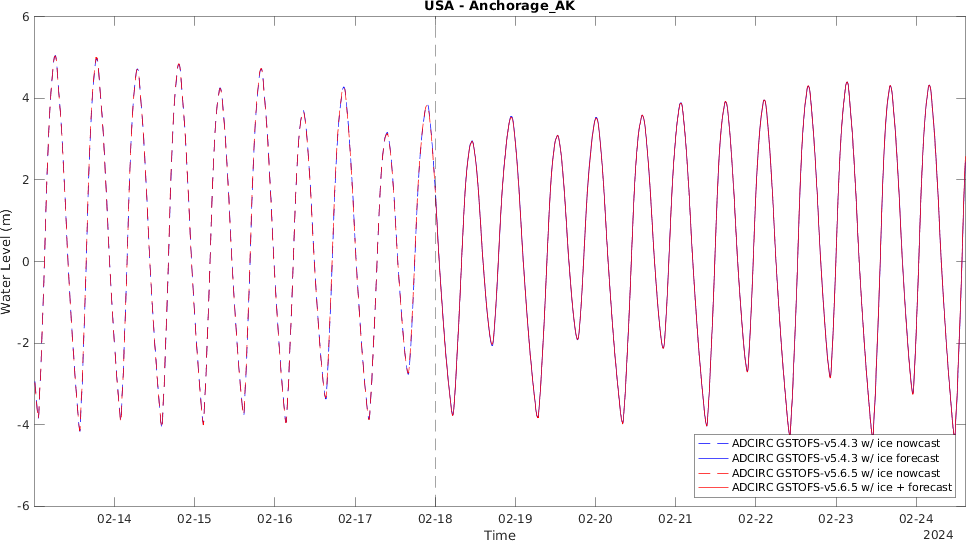 USA - Anchorage_AK
6
4
2
0
-2
-4
-6
Water Level (m)
02-14 02-15 02-16 02-17 02-18 02-19 02-20 02-21 02-22 02-23 02-24
Time
2024
ADCIRC GSTOFS-v5.4.3 w/ ice nowcast
ADCIRC GSTOFS-v5.4.3 w/ ice forecast
ADCIRC GSTOFS-v5.6.5 w/ ice nowcast
ADCIRC GSTOFS-v5.6.5 w/ ice + forecast